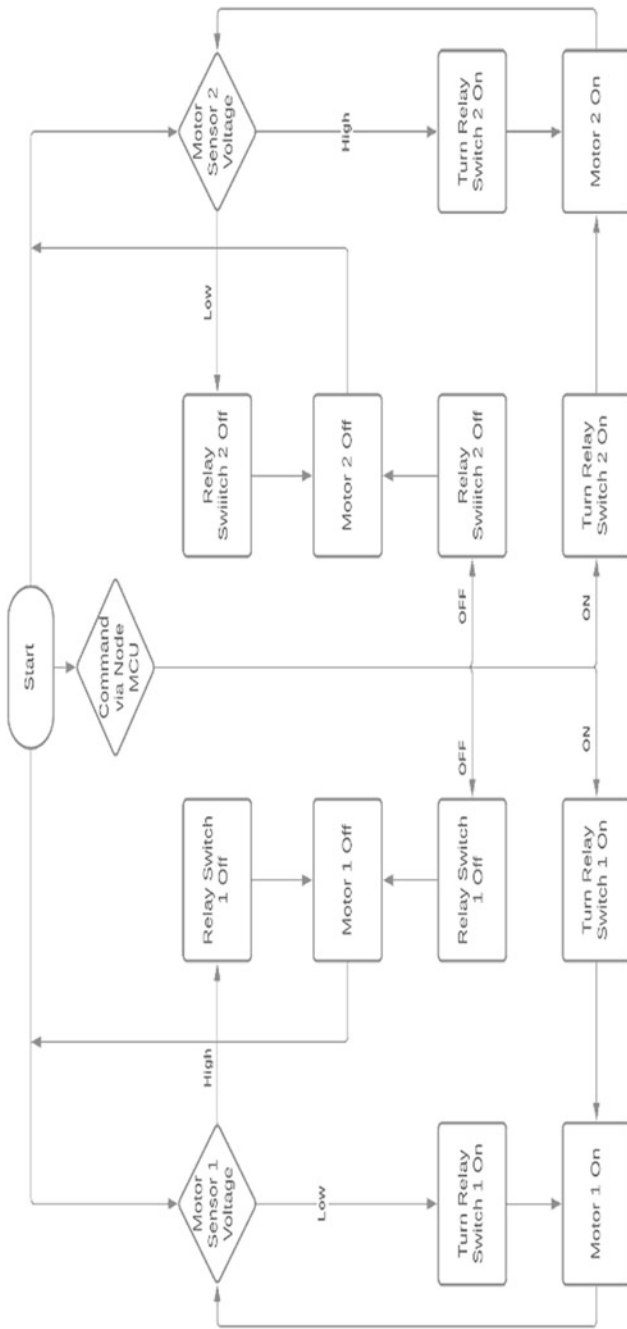 Start
Command
via Node
MCU
Motor
Sensor 1
Voltage
High
Low
Relay Switch
1 Off
Motor 1 Off
Relay Switch
1 Off
OFF
Turn Relay
Switch 1 On
ON
Turn Relay
Switch 1 On
Motor 1 On
Motor
Sensor 2
Voltage
Low
High
Relay
Swiiitch 2 Off
Motor 2 Off
Relay
Swiiitch 2 Off
OFF
Turn Relay
Switch 2 On
ON
Turn Relay
Switch 2 On
Motor 2 On